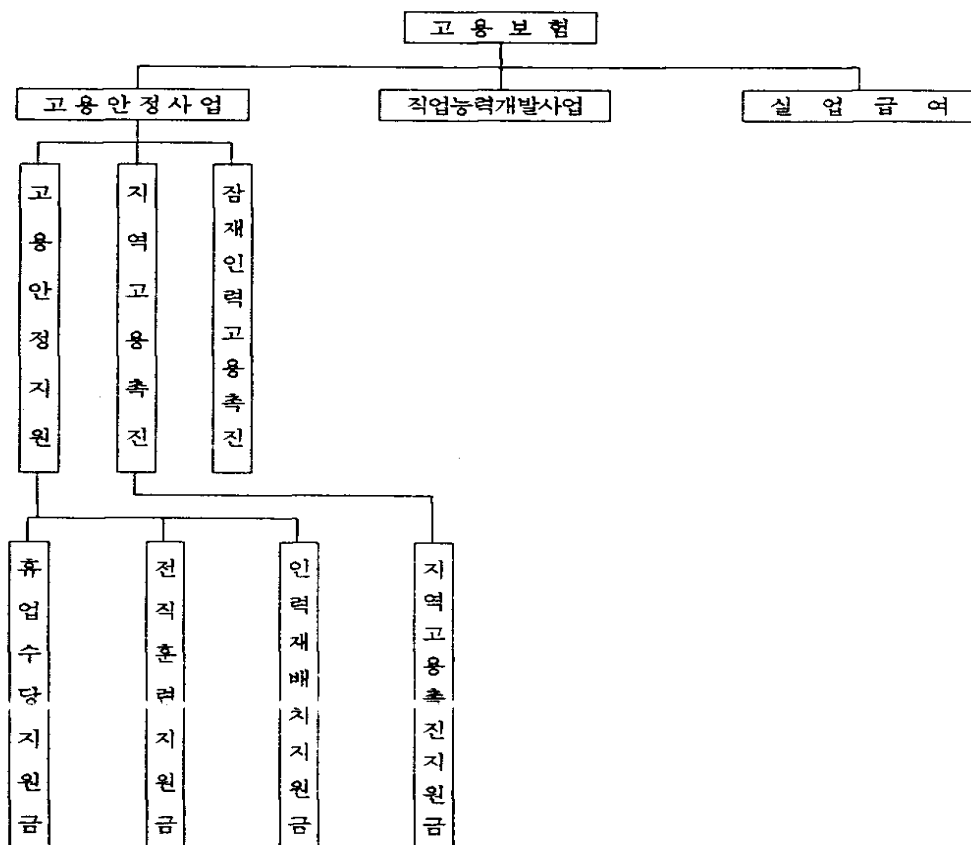 고용보험
고용안정사업
직업능력개발사업
실업급여
고용안정지원
지역고용촉진
잠재인력고용촉진
휴업수당지원금
전직훈련지원금
인력재배치지원금
지역고용촉진지원금